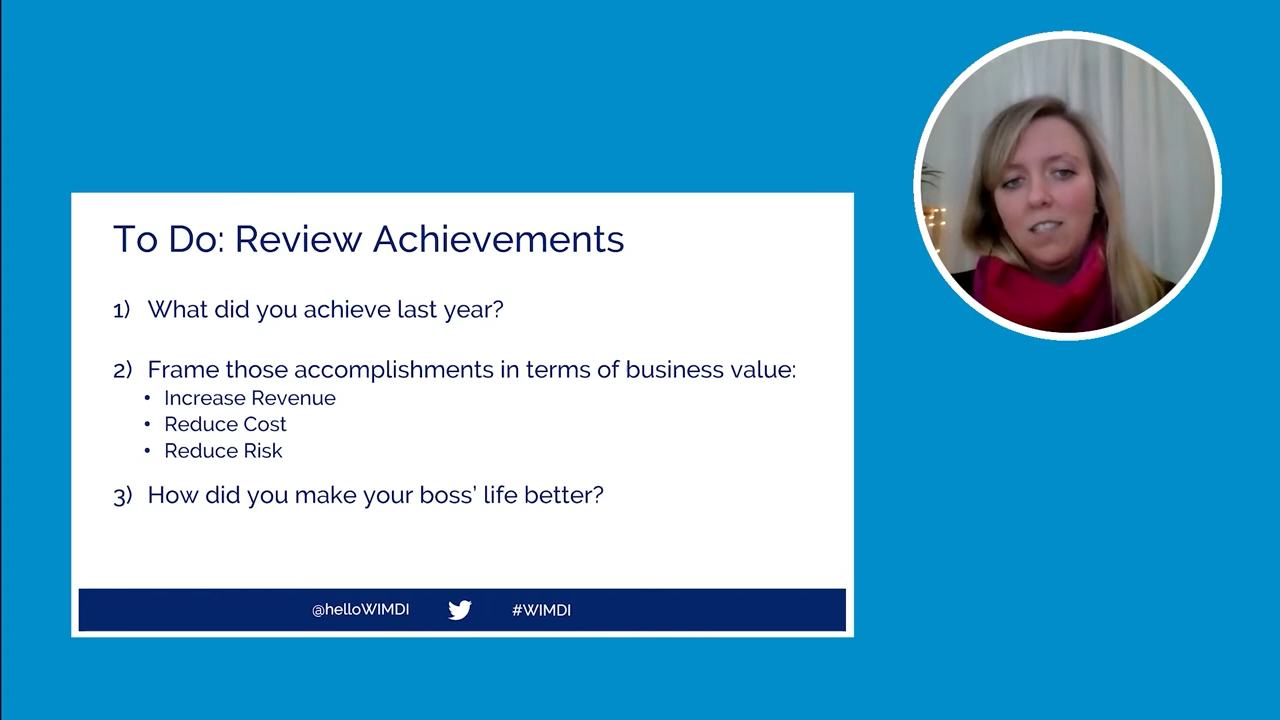 To Do: Review Achievements
1) What did you achieve last year?
2) Frame those accomplishments in terms of business value:
• Increase Revenue
• Reduce Cost
• Reduce Risk
3) How did you make your boss’ life better?
@helloWIMDI #WIMDI